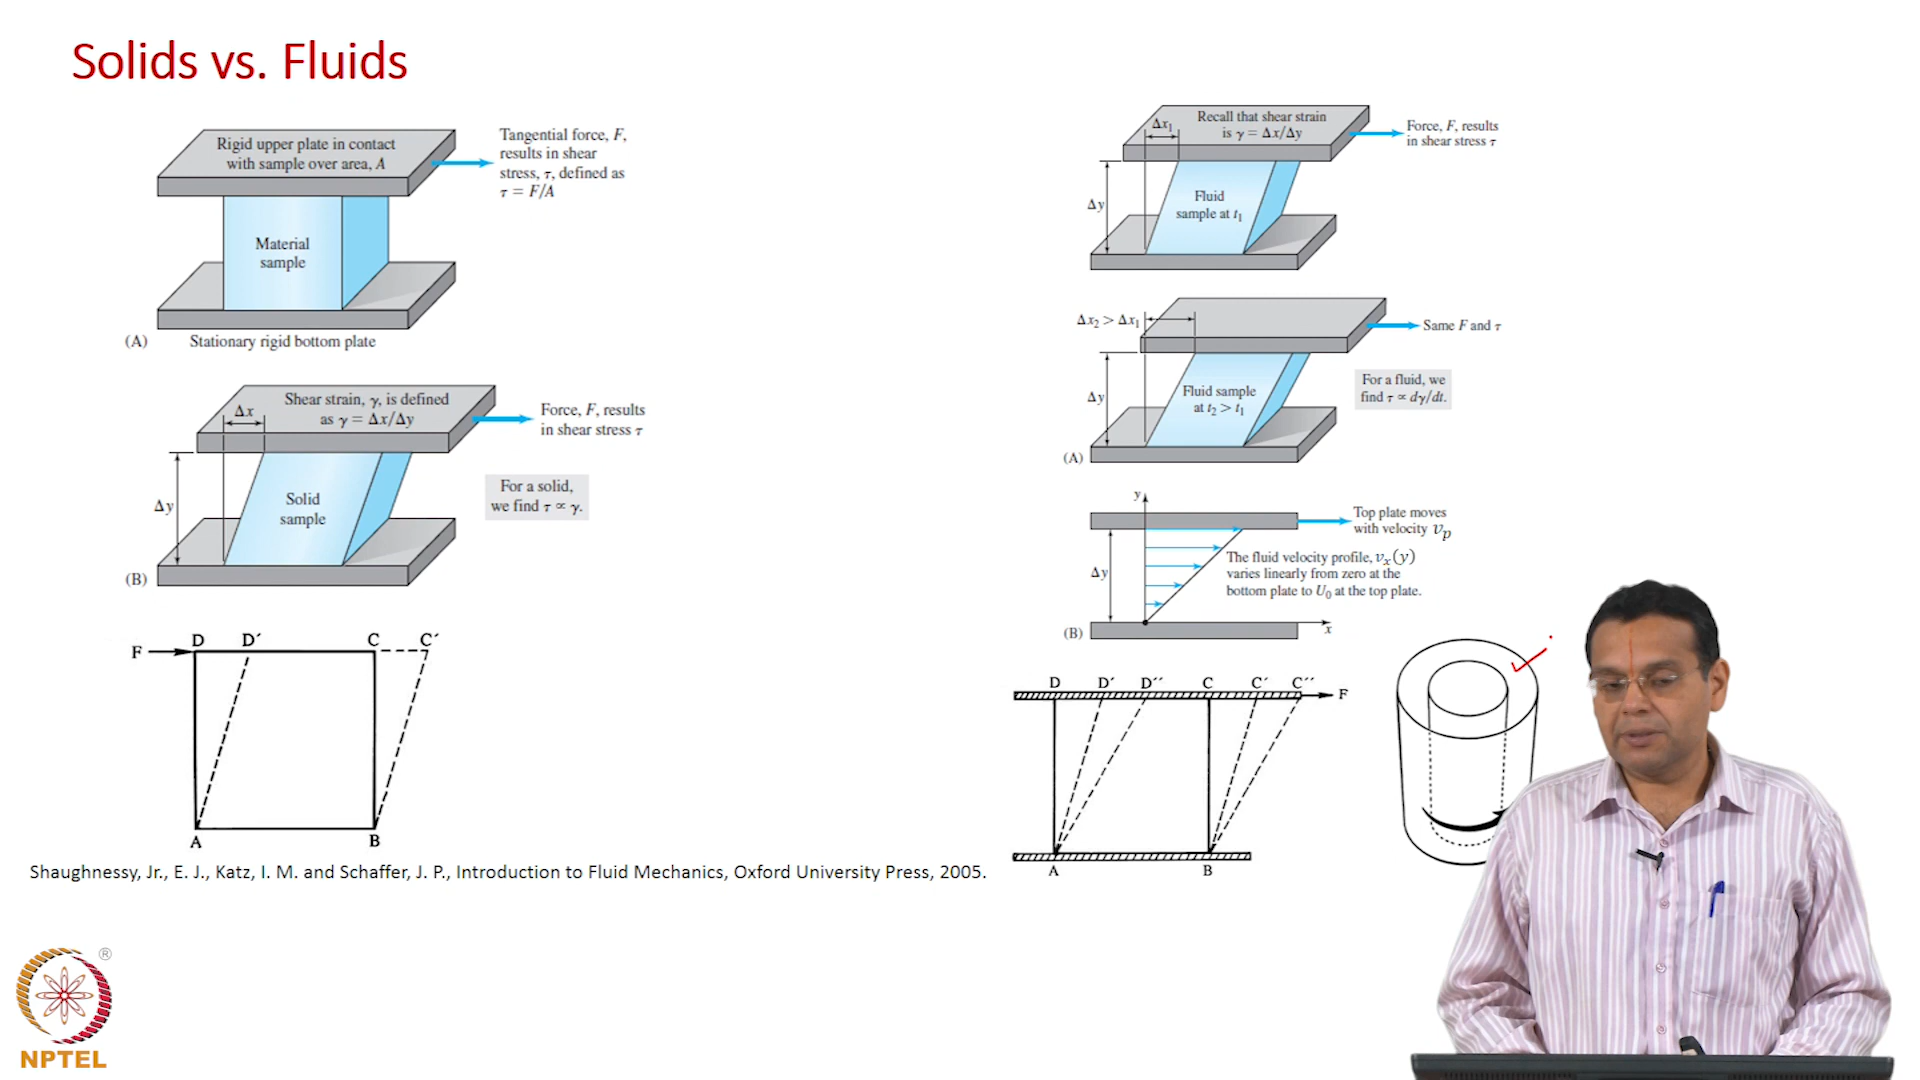 Solids vs. Fluids
Rigid upper plate in contact
with sample over area, A
Tangential force, F,
results in shear
stress, τ, defined as
τ = F/A
Material
sample
(A)
Stationary rigid bottom plate
Δx
Shear strain, γ, is defined
as γ = Δx/Δy
Force, F, results
in shear stress τ
Δy
Solid
sample
For a solid,
we find τ ∝ γ.
(B)
F
D
D′
C
C′
A
B
Shaughnessy, Jr., E. J., Katz, I. M. and Schaffer, J. P., Introduction to Fluid Mechanics, Oxford University Press, 2005.
Δx₁
Recall that shear strain
is γ = Δx/Δy
Force, F, results
in shear stress τ
Δy
Fluid
sample at t₁
Δx₂ > Δx₁
Same F and τ
Δy
Fluid sample
at t₂ > t₁
For a fluid, we
find τ ∝ dγ/dt.
(A)
y
Top plate moves
with velocity vₚ
Δy
The fluid velocity profile, vₓ(y)
varies linearly from zero at the
bottom plate to U₀ at the top plate.
(B)
x
D
D′
D′′
C
C′
C′′
F
A
B
®
NPTEL